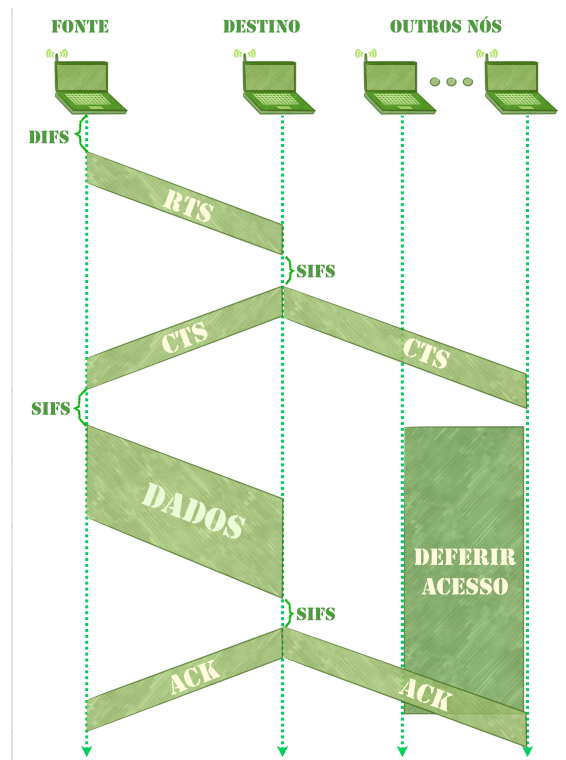 FONTE
DESTINO
OUTROS NÓS
DIFS
RTS
SIFS
CTS
CTS
SIFS
DADOS
DEFERIR
ACESSO
SIFS
ACK
ACK